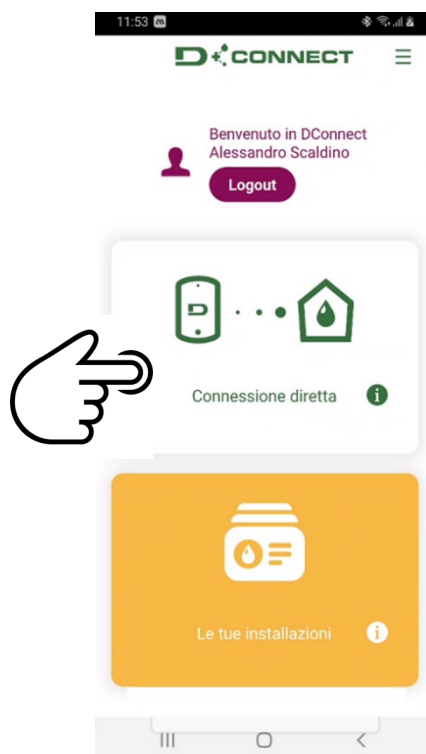 11:53
D+CONNECT
Benvenuto in DConnect
Alessandro Scaldino
Logout
D
Connessione diretta i
Le tue installazioni i